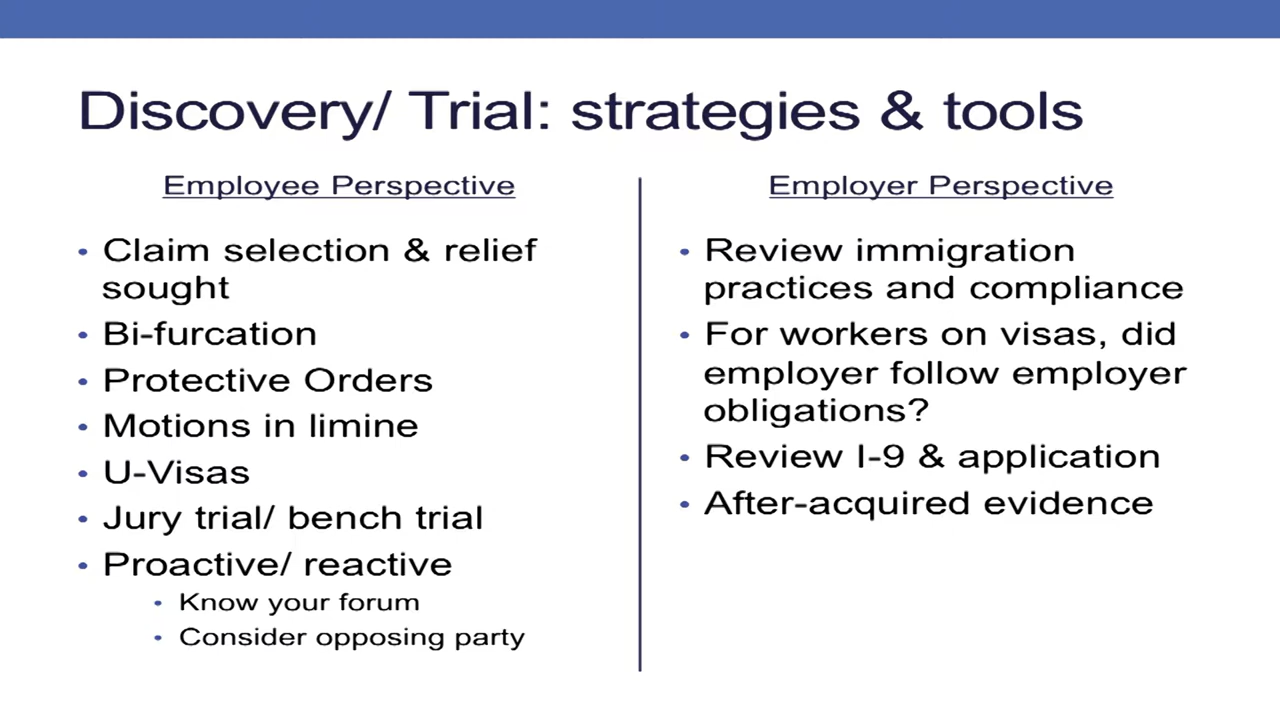 Discovery/ Trial: strategies & tools
Employee Perspective
• Claim selection & relief
sought
• Bi-furcation
• Protective Orders
• Motions in limine
• U-Visas
• Jury trial/ bench trial
• Proactive/ reactive
• Know your forum
• Consider opposing party
Employer Perspective
• Review immigration
practices and compliance
• For workers on visas, did
employer follow employer
obligations?
• Review I-9 & application
• After-acquired evidence